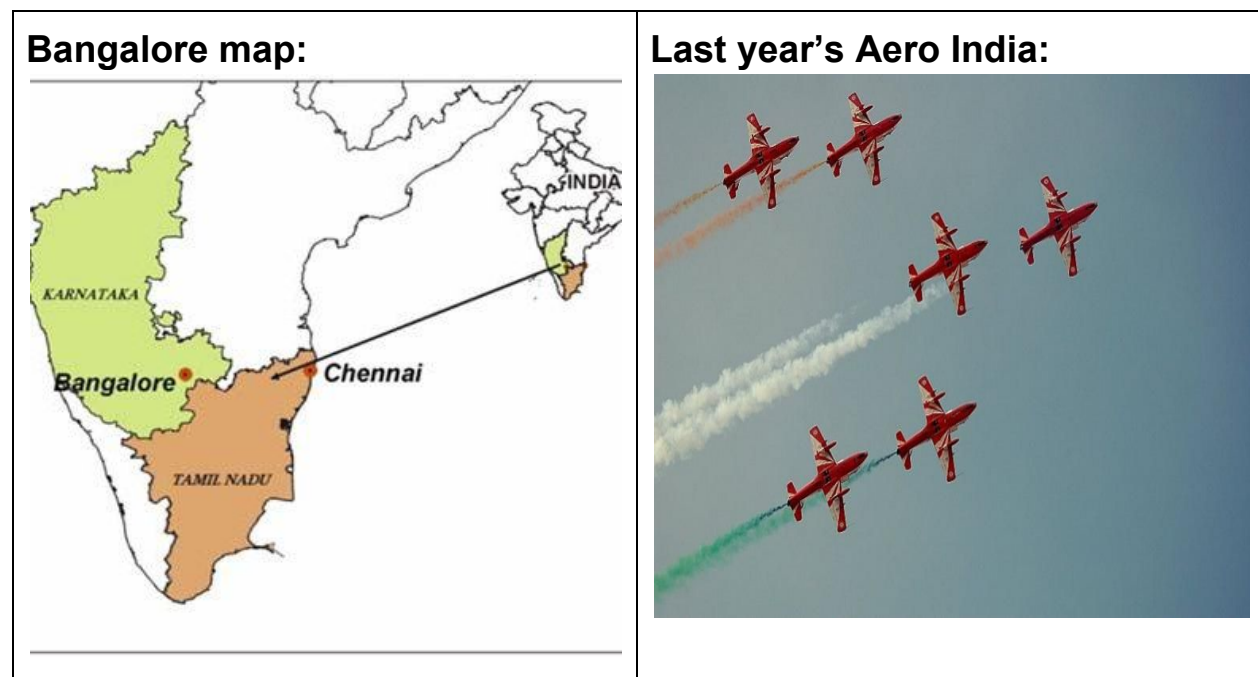 Bangalore map:
INDIA
KARNATAKA
Bangalore
Chennai
TAMIL NADU
Last year’s Aero India: